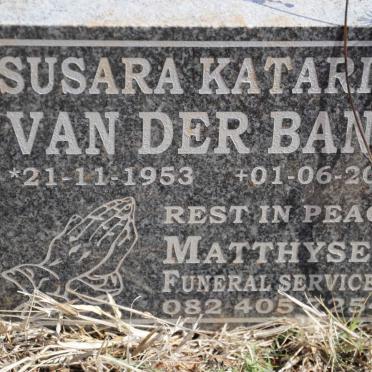 SUSARA KATARI
VAN DER BAN
*21-11-1953 +01-06-20
REST IN PEAC
MATTHYSE
FUNERAL SERVICE
082 405 25